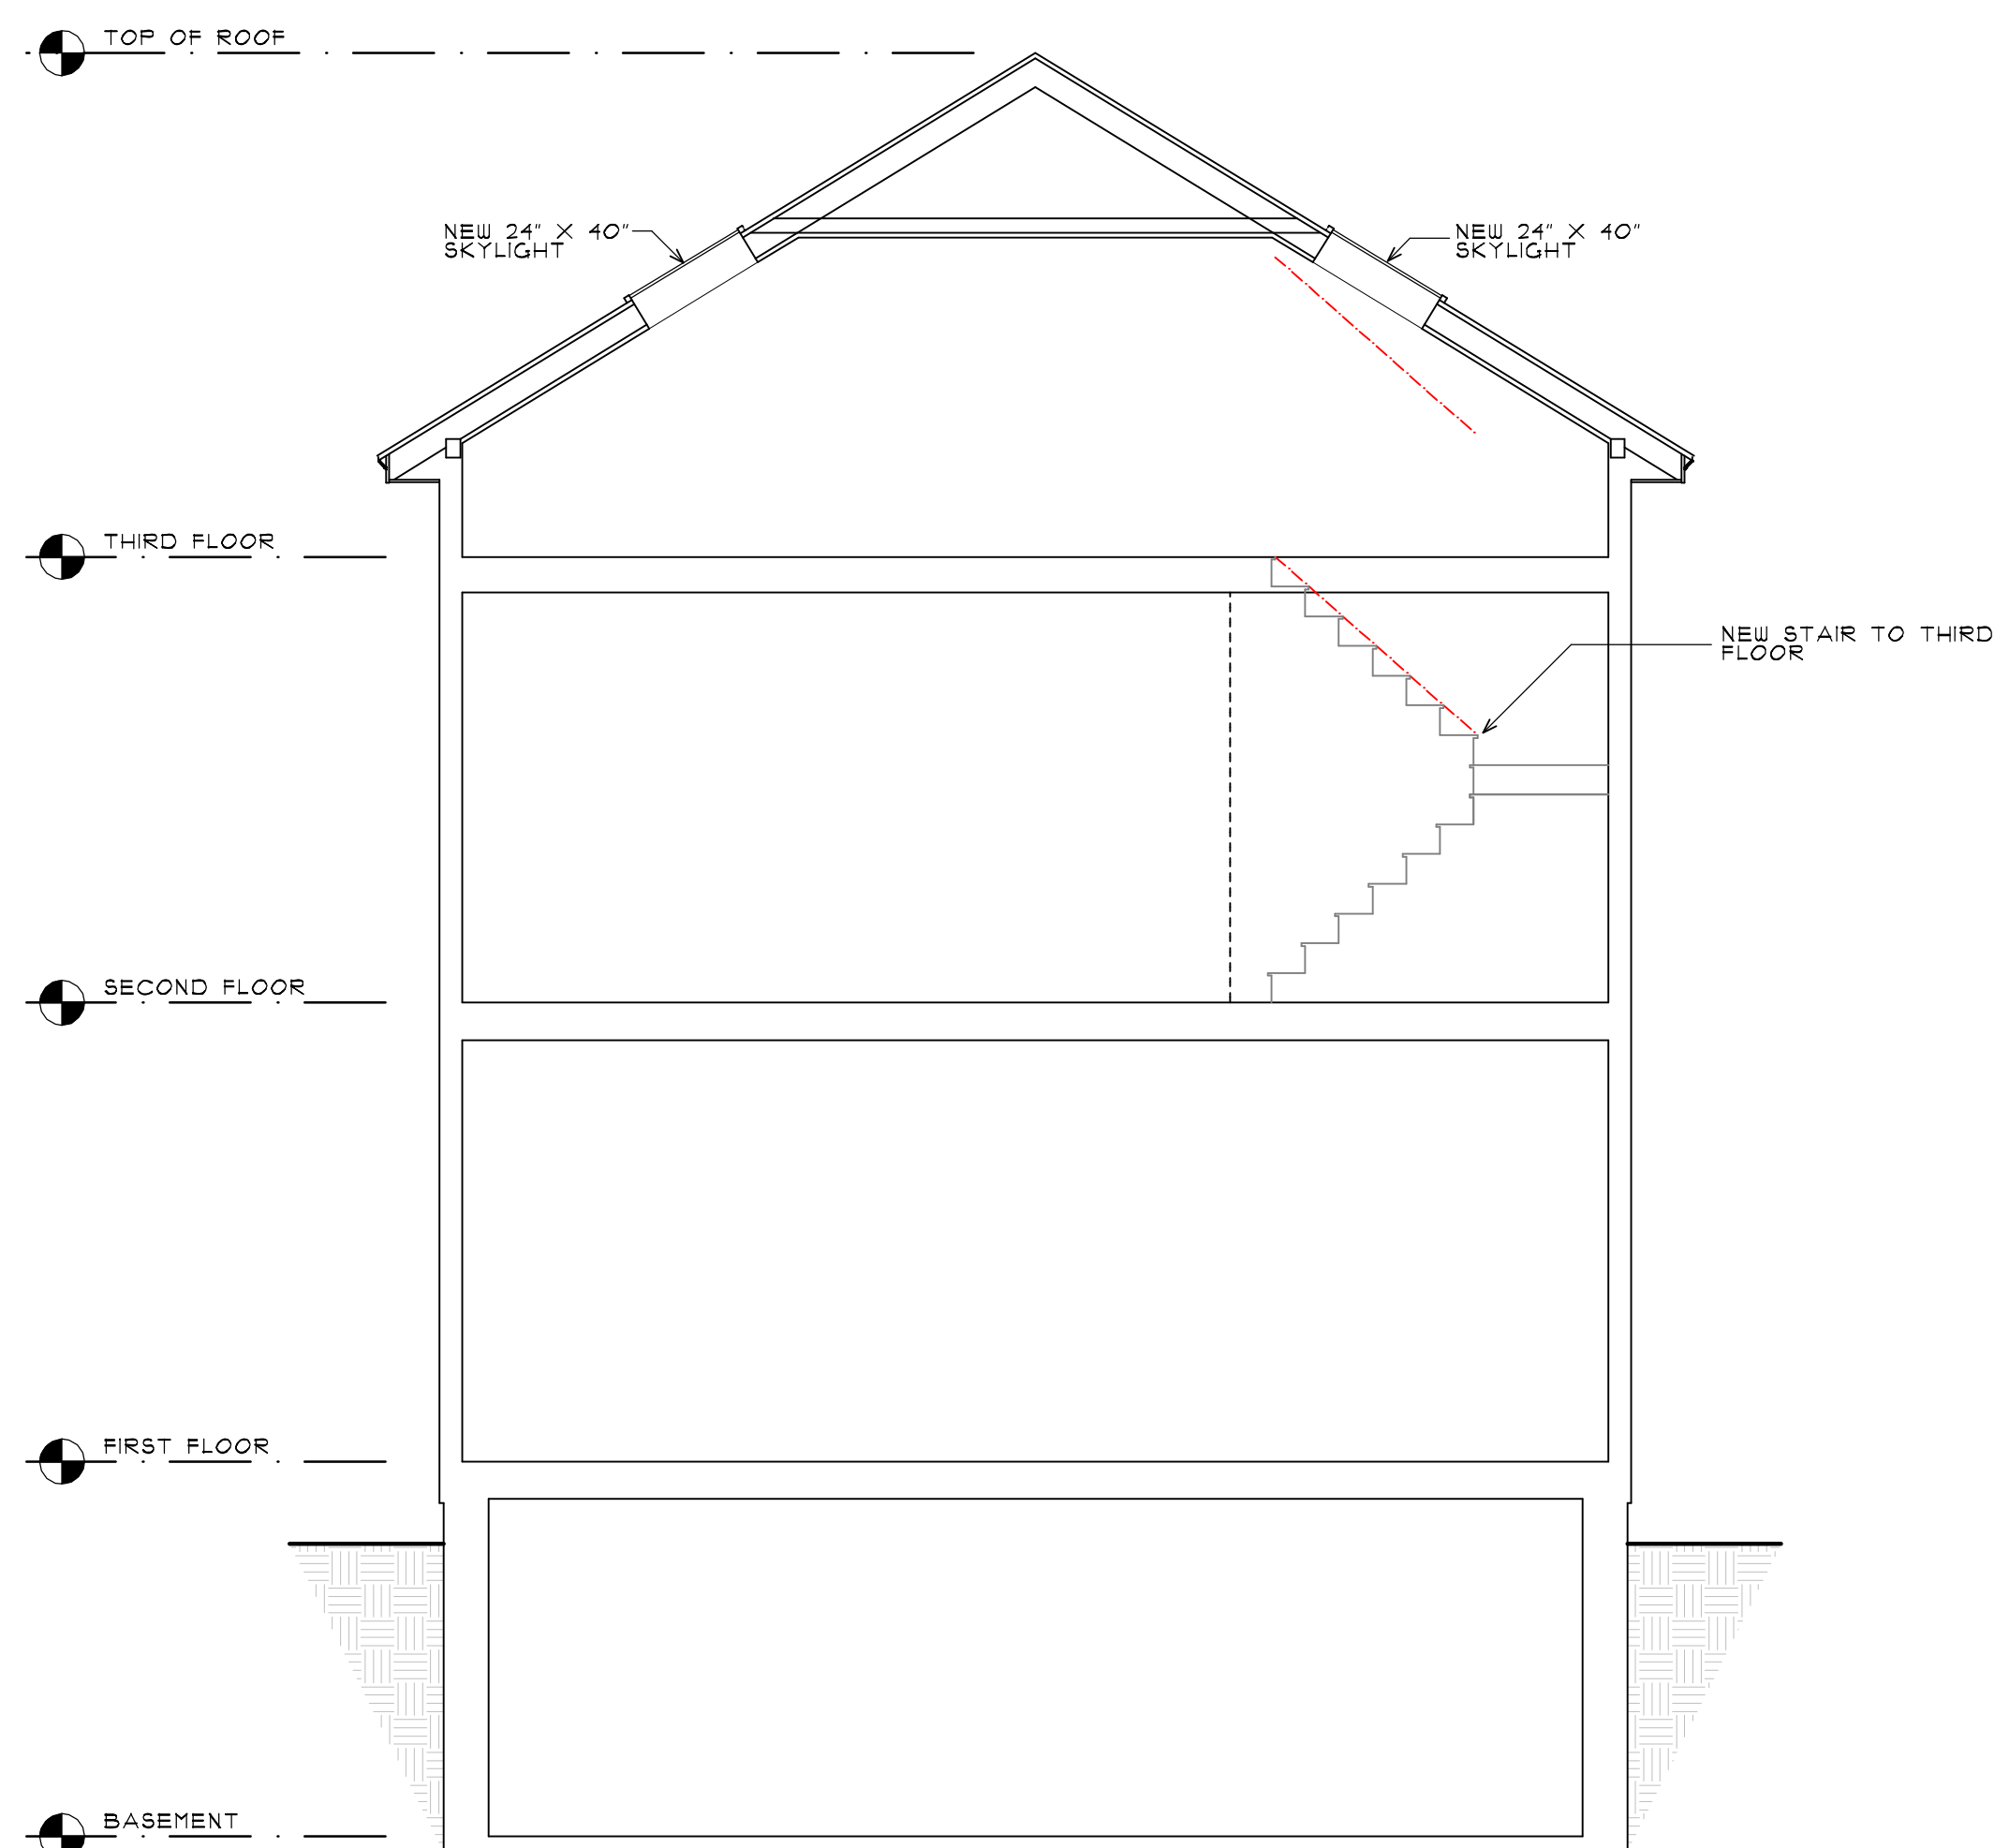 TOP OF ROOF
NEW 24" X 40"
SKYLIGHT
NEW 24" X 40"
SKYLIGHT
THIRD FLOOR
NEW STAIR TO THIRD
FLOOR
SECOND FLOOR
FIRST FLOOR
BASEMENT